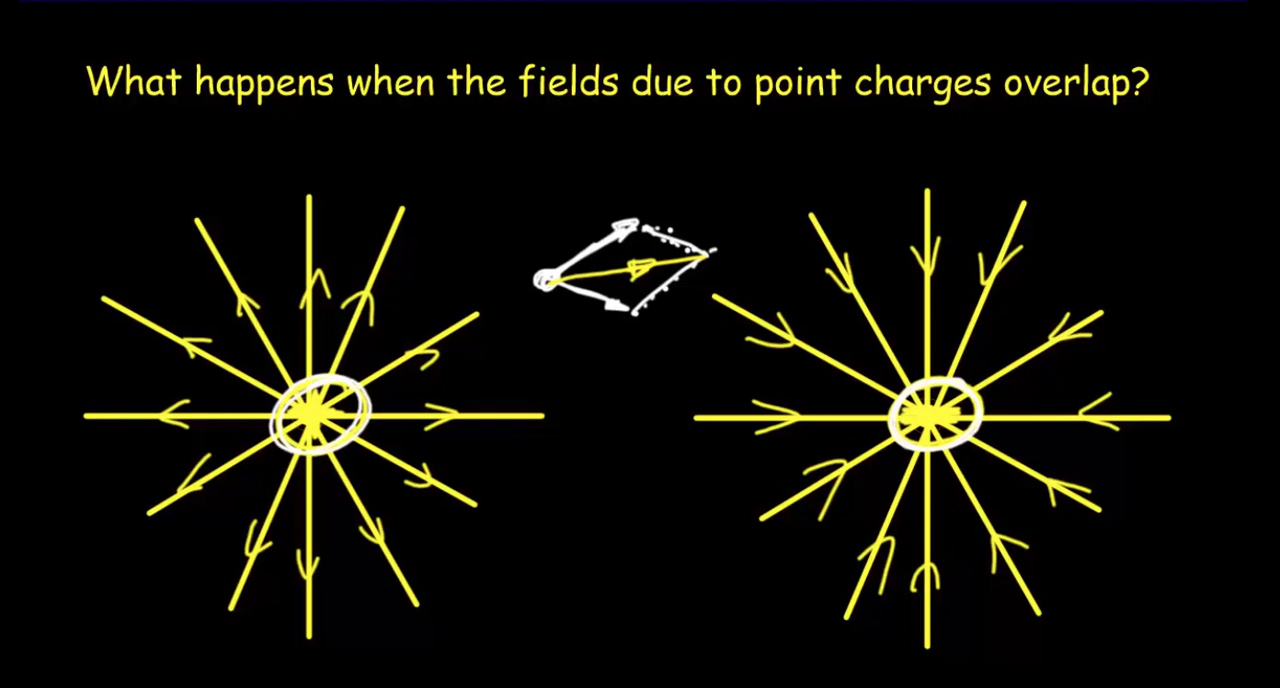 What happens when the fields due to point charges overlap?